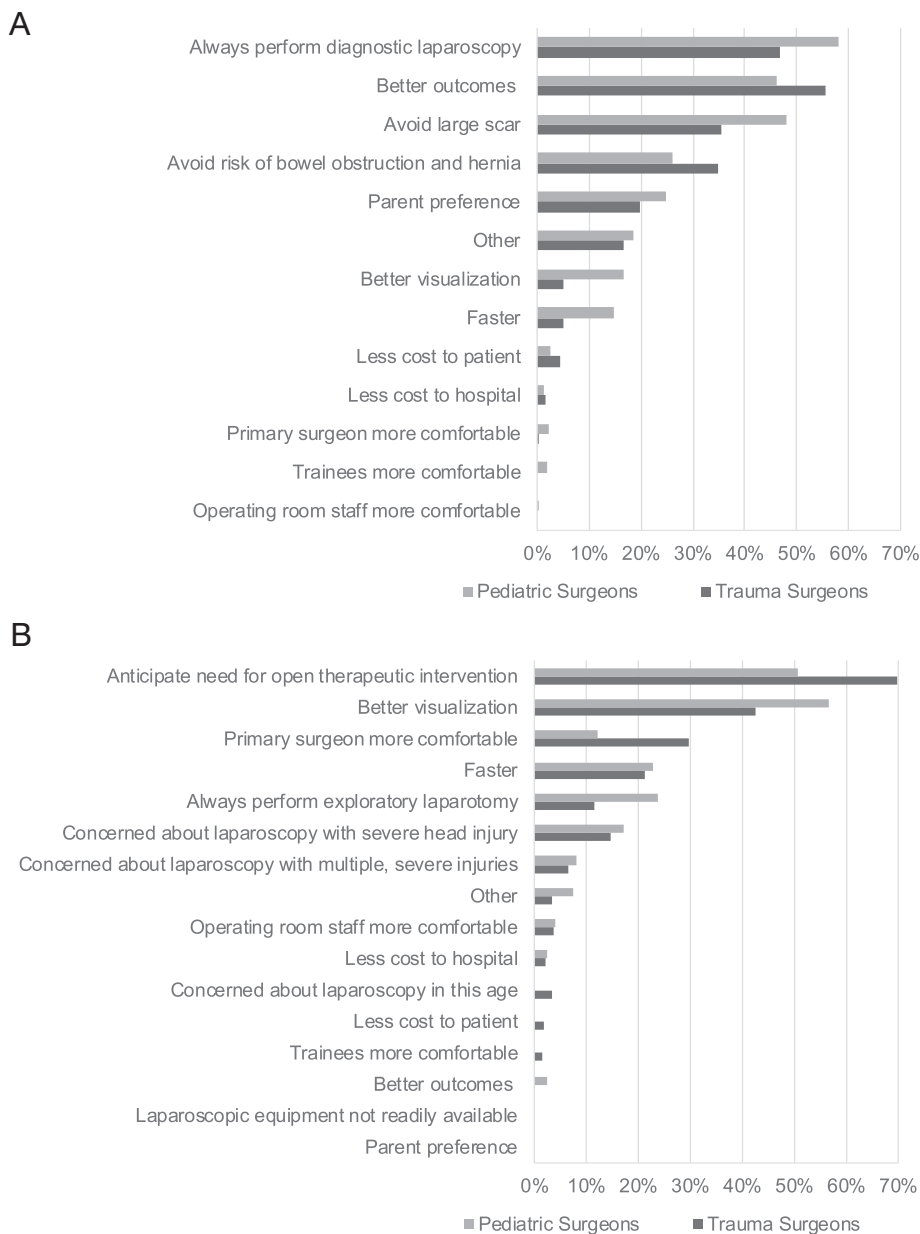 A
Always perform diagnostic laparoscopy
Better outcomes
Avoid large scar
Avoid risk of bowel obstruction and hernia
Parent preference
Other
Better visualization
Faster
Less cost to patient
Less cost to hospital
Primary surgeon more comfortable
Trainees more comfortable
Operating room staff more comfortable
0% 10% 20% 30% 40% 50% 60% 70%
Pediatric Surgeons Trauma Surgeons
B
Anticipate need for open therapeutic intervention
Better visualization
Primary surgeon more comfortable
Faster
Always perform exploratory laparotomy
Concerned about laparoscopy with severe head injury
Concerned about laparoscopy with multiple, severe injuries
Other
Operating room staff more comfortable
Less cost to hospital
Concerned about laparoscopy in this age
Less cost to patient
Trainees more comfortable
Better outcomes
Laparoscopic equipment not readily available
Parent preference
0% 10% 20% 30% 40% 50% 60% 70%
Pediatric Surgeons Trauma Surgeons